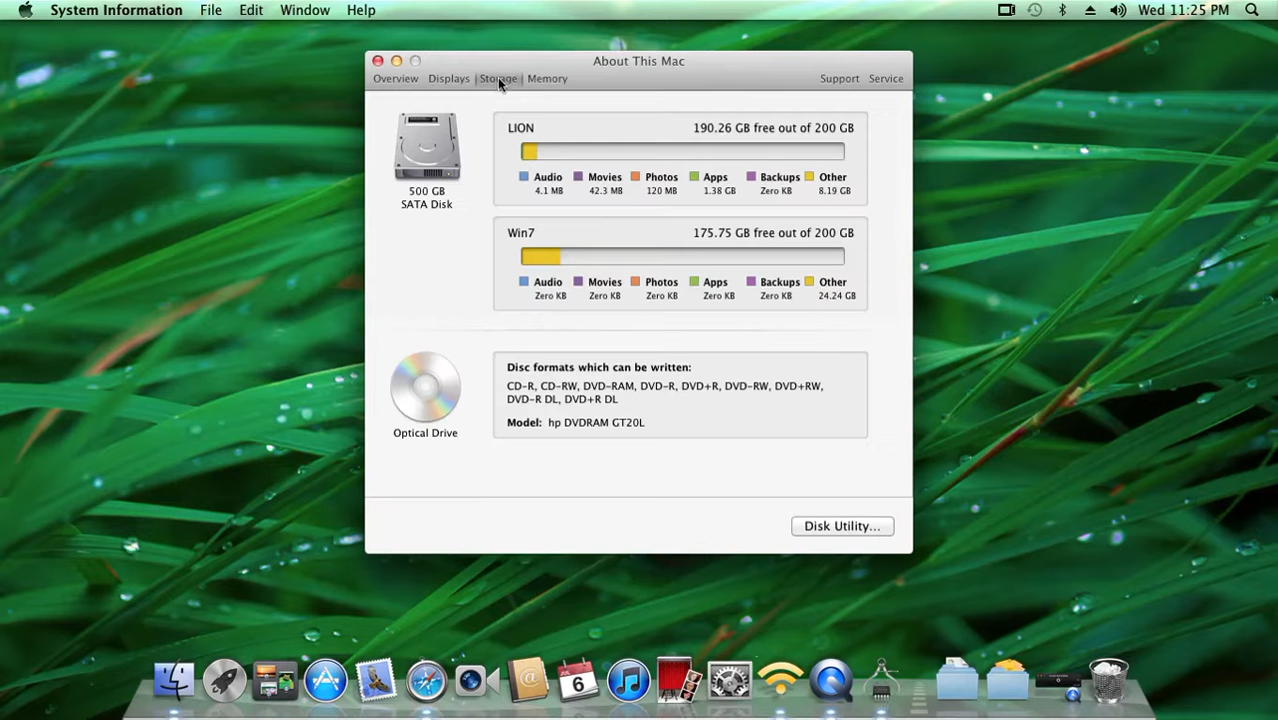 System Information File Edit Window Help Wed 11:25 PM
About This Mac
Overview Displays Storage Memory Support Service
LION 190.26 GB free out of 200 GB
Audio Movies Photos Apps Backups Other
4.1 MB 42.3 MB 120 MB 1.38 GB Zero KB 8.19 GB
500 GB
SATA Disk
Win7 175.75 GB free out of 200 GB
Audio Movies Photos Apps Backups Other
Zero KB Zero KB Zero KB Zero KB Zero KB 24.24 GB
Disc formats which can be written:
CD-R, CD-RW, DVD-RAM, DVD-R, DVD+R, DVD-RW, DVD+RW,
DVD-R DL, DVD+R DL
Model: hp DVDRAM GT20L
Optical Drive
Disk Utility...
6